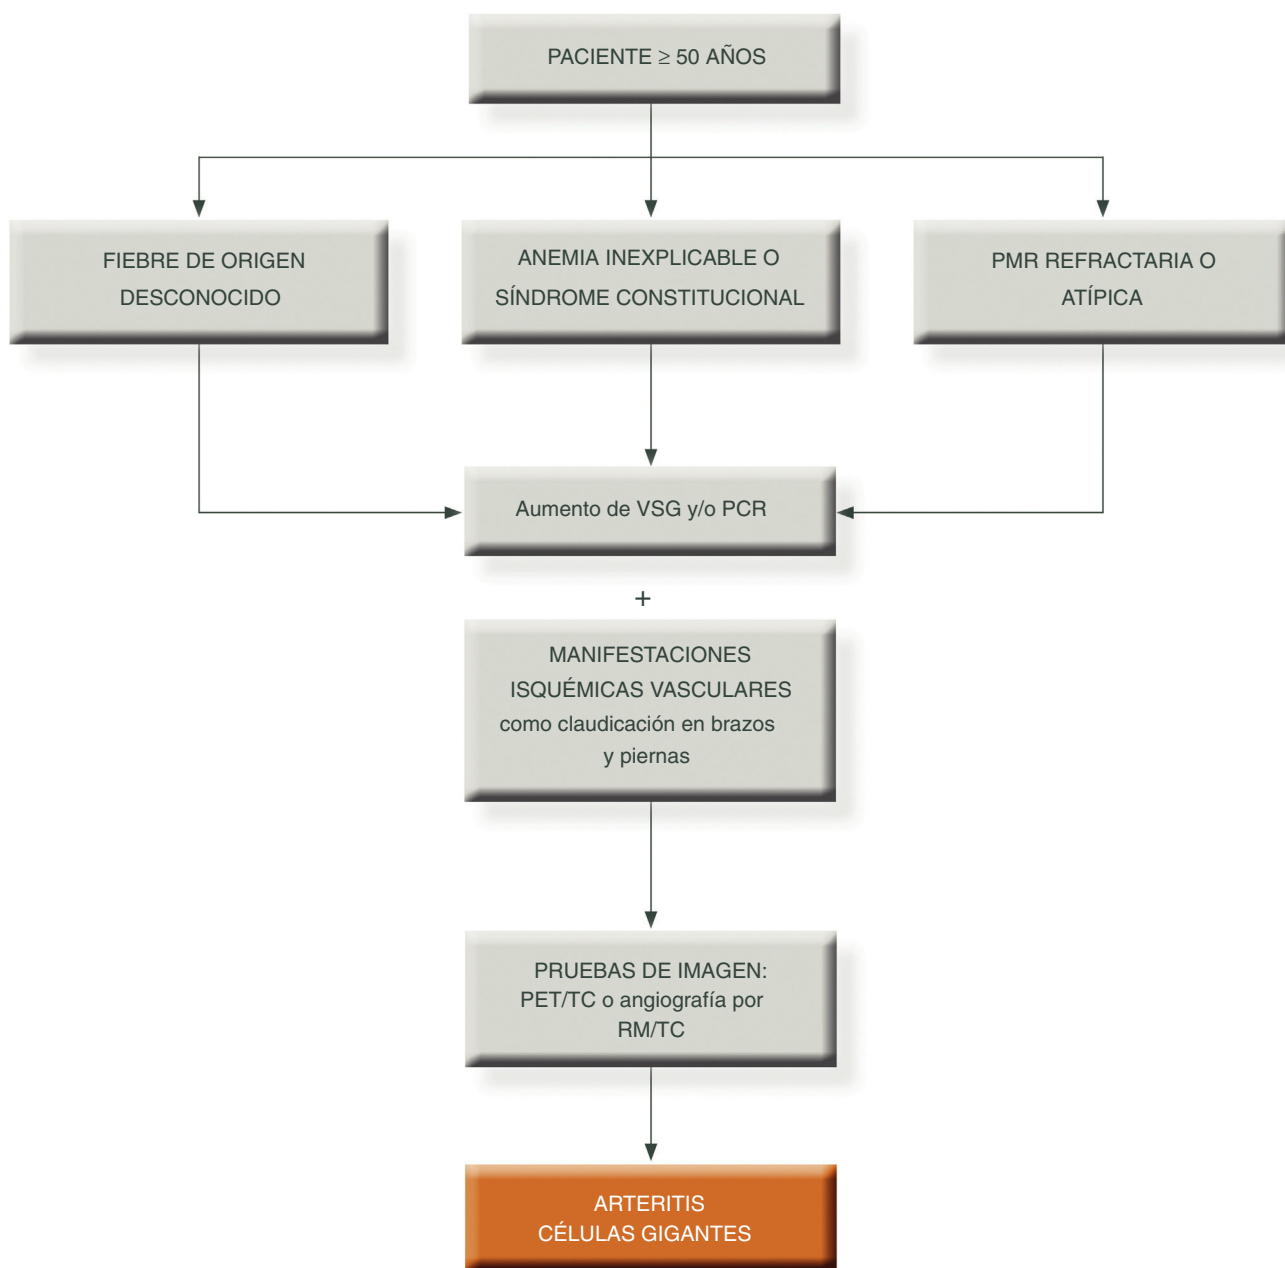 PACIENTE ≥ 50 AÑOS
FIEBRE DE ORIGEN
DESCONOCIDO
ANEMIA INEXPLICABLE O
SÍNDROME CONSTITUCIONAL
PMR REFRACTARIA O
ATÍPICA
Aumento de VSG y/o PCR
+
MANIFESTACIONES
ISQUÉMICAS VASCULARES
como claudicación en brazos
y piernas
PRUEBAS DE IMAGEN:
PET/TC o angiografía por
RM/TC
ARTERITIS
CÉLULAS GIGANTES